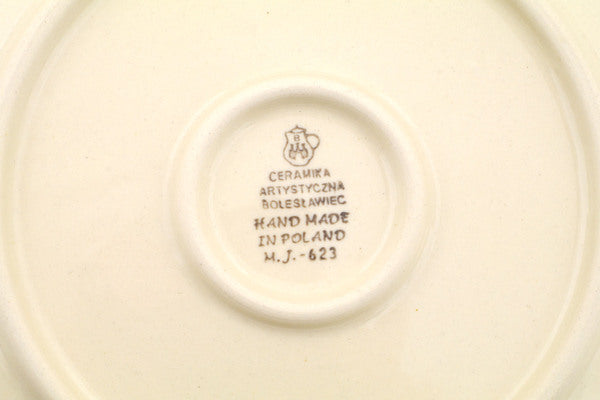 B
CERAMIKA
ARTYSTYCZNA
BOLESŁAWIEC
HAND MADE
IN POLAND
M.J.-623